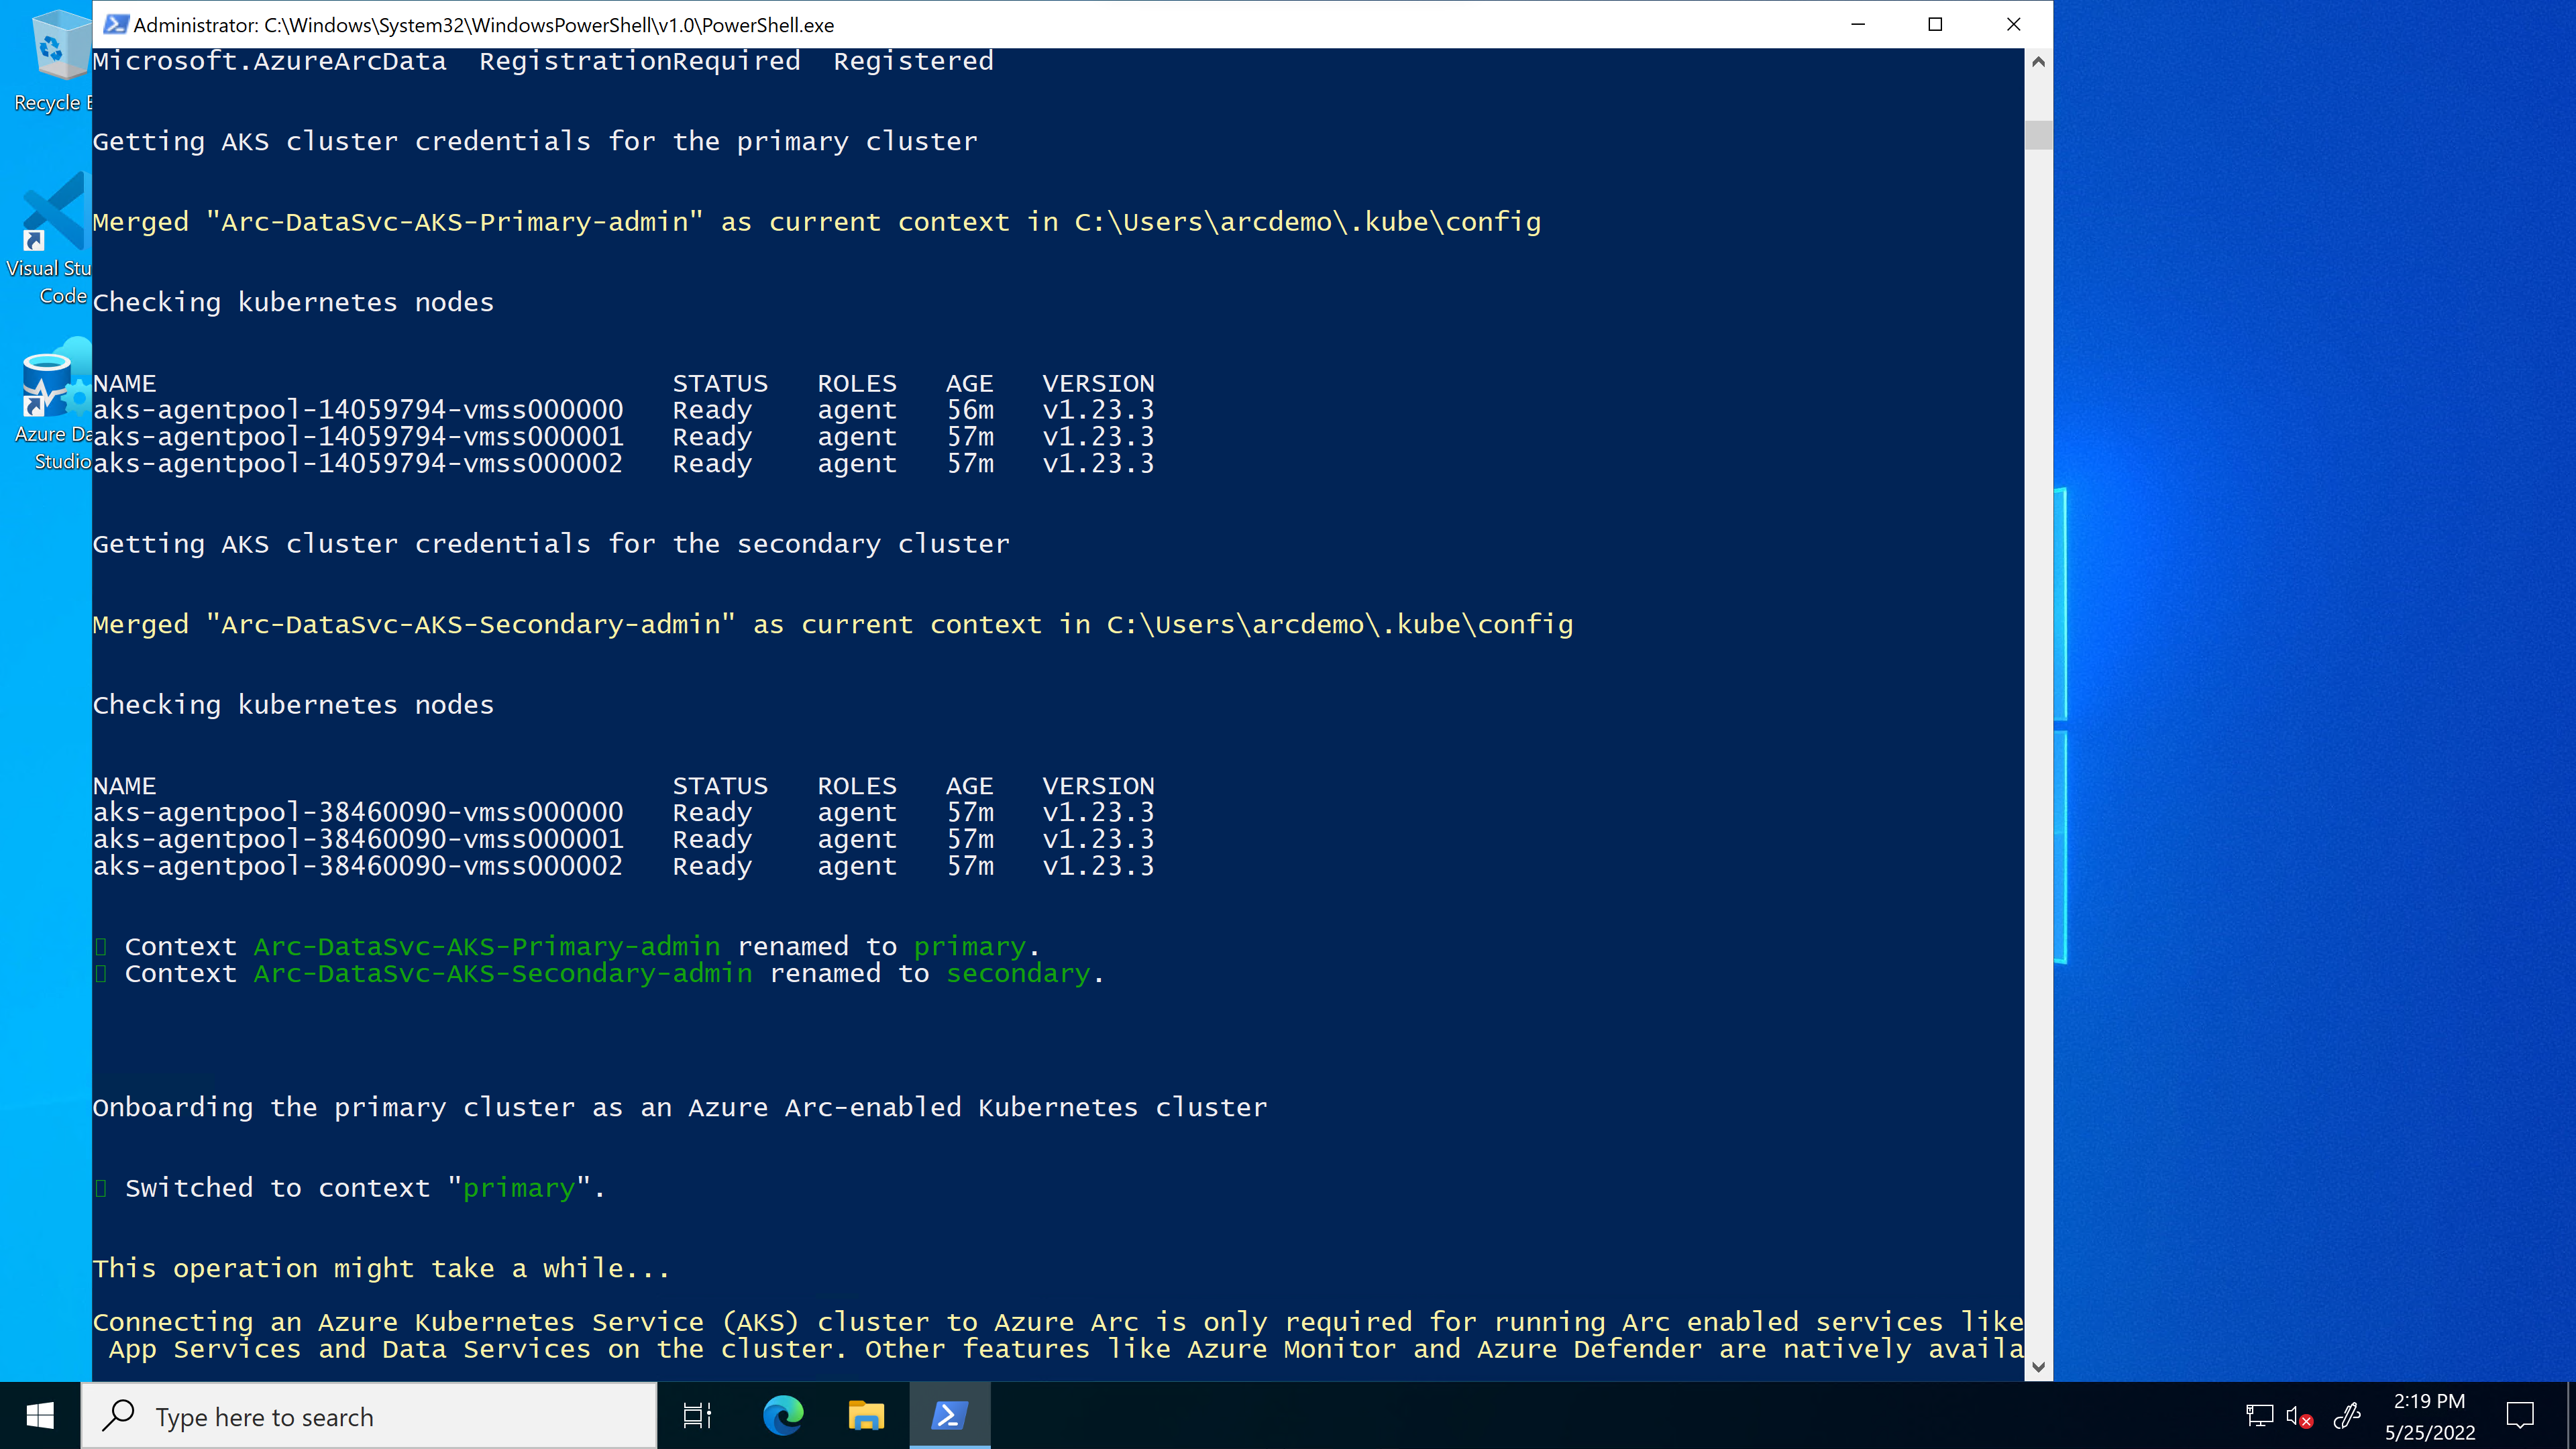 Administrator: C:\Windows\System32\WindowsPowerShell\v1.0\PowerShell.exe
Recycle
Visual Stu
Code
Azure Da
Studio
Microsoft.AzureArcData  RegistrationRequired  Registered
Getting AKS cluster credentials for the primary cluster
Merged "Arc-DataSvc-AKS-Primary-admin" as current context in C:\Users\arcdemo\.kube\config
Checking kubernetes nodes
NAME                                STATUS   ROLES   AGE   VERSION
aks-agentpool-14059794-vmss000000   Ready    agent   56m   v1.23.3
aks-agentpool-14059794-vmss000001   Ready    agent   57m   v1.23.3
aks-agentpool-14059794-vmss000002   Ready    agent   57m   v1.23.3
Getting AKS cluster credentials for the secondary cluster
Merged "Arc-DataSvc-AKS-Secondary-admin" as current context in C:\Users\arcdemo\.kube\config
Checking kubernetes nodes
NAME                                STATUS   ROLES   AGE   VERSION
aks-agentpool-38460090-vmss000000   Ready    agent   57m   v1.23.3
aks-agentpool-38460090-vmss000001   Ready    agent   57m   v1.23.3
aks-agentpool-38460090-vmss000002   Ready    agent   57m   v1.23.3
Context Arc-DataSvc-AKS-Primary-admin renamed to primary.
Context Arc-DataSvc-AKS-Secondary-admin renamed to secondary.
Onboarding the primary cluster as an Azure Arc-enabled Kubernetes cluster
Switched to context "primary".
This operation might take a while...
Connecting an Azure Kubernetes Service (AKS) cluster to Azure Arc is only required for running Arc enabled services like
App Services and Data Services on the cluster. Other features like Azure Monitor and Azure Defender are natively availa
Type here to search
2:19 PM
5/25/2022